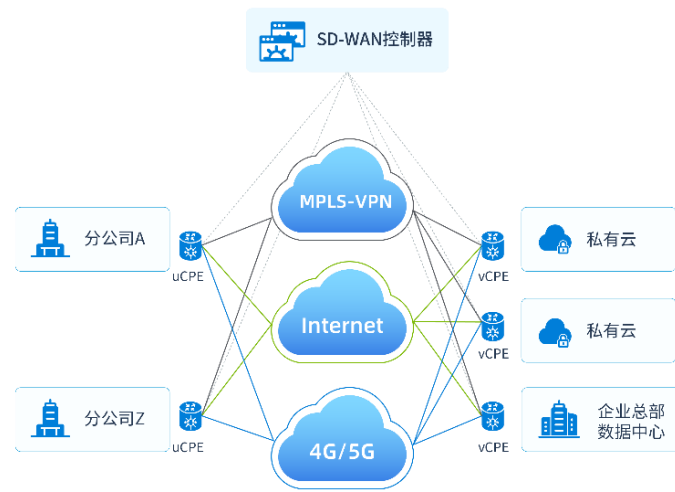 SD-WAN控制器
MPLS-VPN
分公司A
uCPE
vCPE
私有云
Internet
vCPE
私有云
分公司Z
uCPE
4G/5G
vCPE
企业总部
数据中心